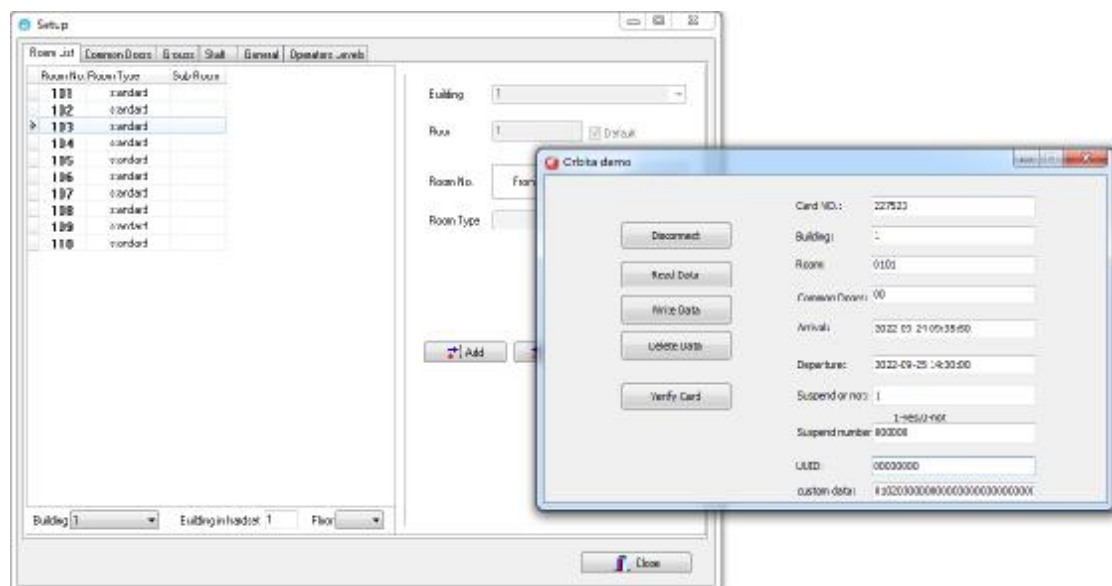 Setup
Room List Common Doors Groups Staff General Operators Levels
Room No. Room Type Sub Room
101 standard
102 standard
103 standard
104 standard
105 standard
106 standard
107 standard
108 standard
109 standard
110 standard
Building 1
Floor 1 Default
Room No. From
Room Type
Add
Building 1 Building in handset 1 Floor
Close
Orbita demo
Disconnect
Read Data
Write Data
Delete Data
Verify Card
Card NO.: 227523
Building: 1
Room 0101
Common Doors: 00
Arrival:
Departure: 2022-09-25 14:30:00
Suspend or not: 1
1-yes/0-not
Suspend number 000000
UUID: 00000000
custom data: